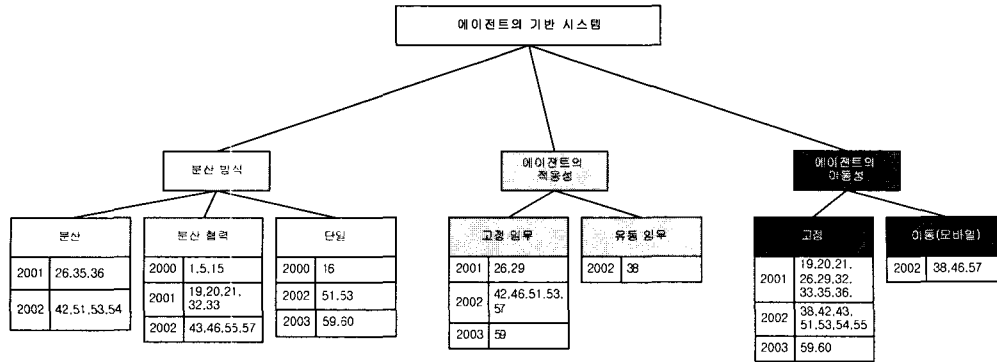 에이전트의 기반 시스템
분산 방식
에이전트의
적응성
에이전트의
이동성
분산
2001 26.35.36
2002 42.51.53.54
분산 협력
2000 1.5.15
2001 19.20.21.
32.33
2002 43.46.55.57
단일
2000 16
2002 51.53
2003 59.60
고정 임무
2001 26.29
2002 42.46.51.53.
57
2003 59
유동 임무
2002 38
고정
2001 19.20.21.
26.29.32.
33.35.36.
2002 38.42.43.
51.53.54.55
2003 59.60
이동(모바일)
2002 38.46.57